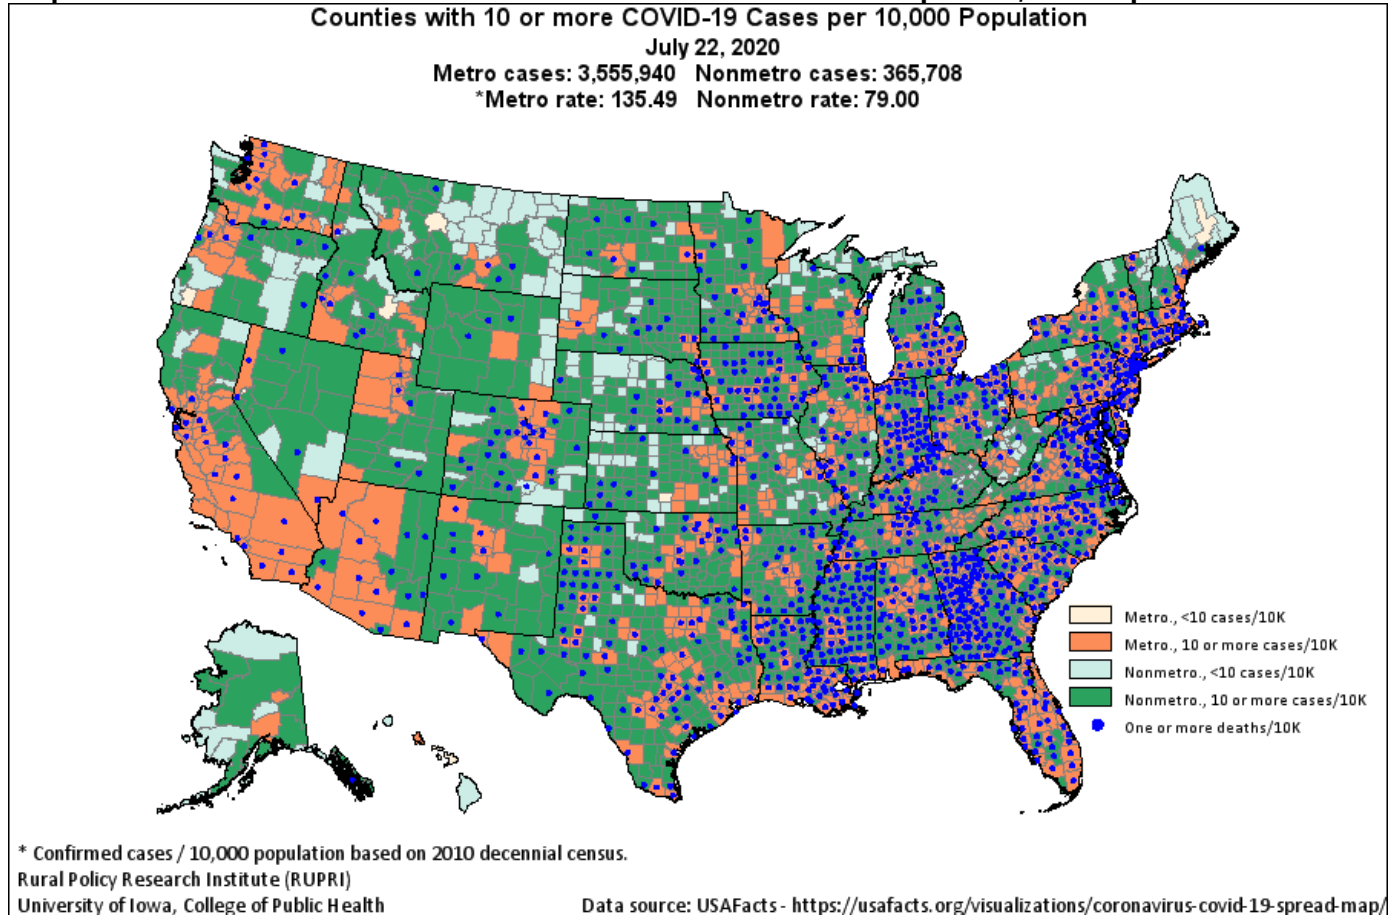 Counties with 10 or more COVID-19 Cases per 10,000 Population
July 22, 2020
Metro cases: 3,555,940 Nonmetro cases: 365,708
*Metro rate: 135.49 Nonmetro rate: 79.00
Metro., <10 cases/10K
Metro., 10 or more cases/10K
Nonmetro., <10 cases/10K
Nonmetro., 10 or more cases/10K
One or more deaths/10K
* Confirmed cases / 10,000 population based on 2010 decennial census.
Rural Policy Research Institute (RUPRI)
University of Iowa, College of Public Health
Data source: USAFacts - https://usafacts.org/visualizations/coronavirus-covid-19-spread-map/